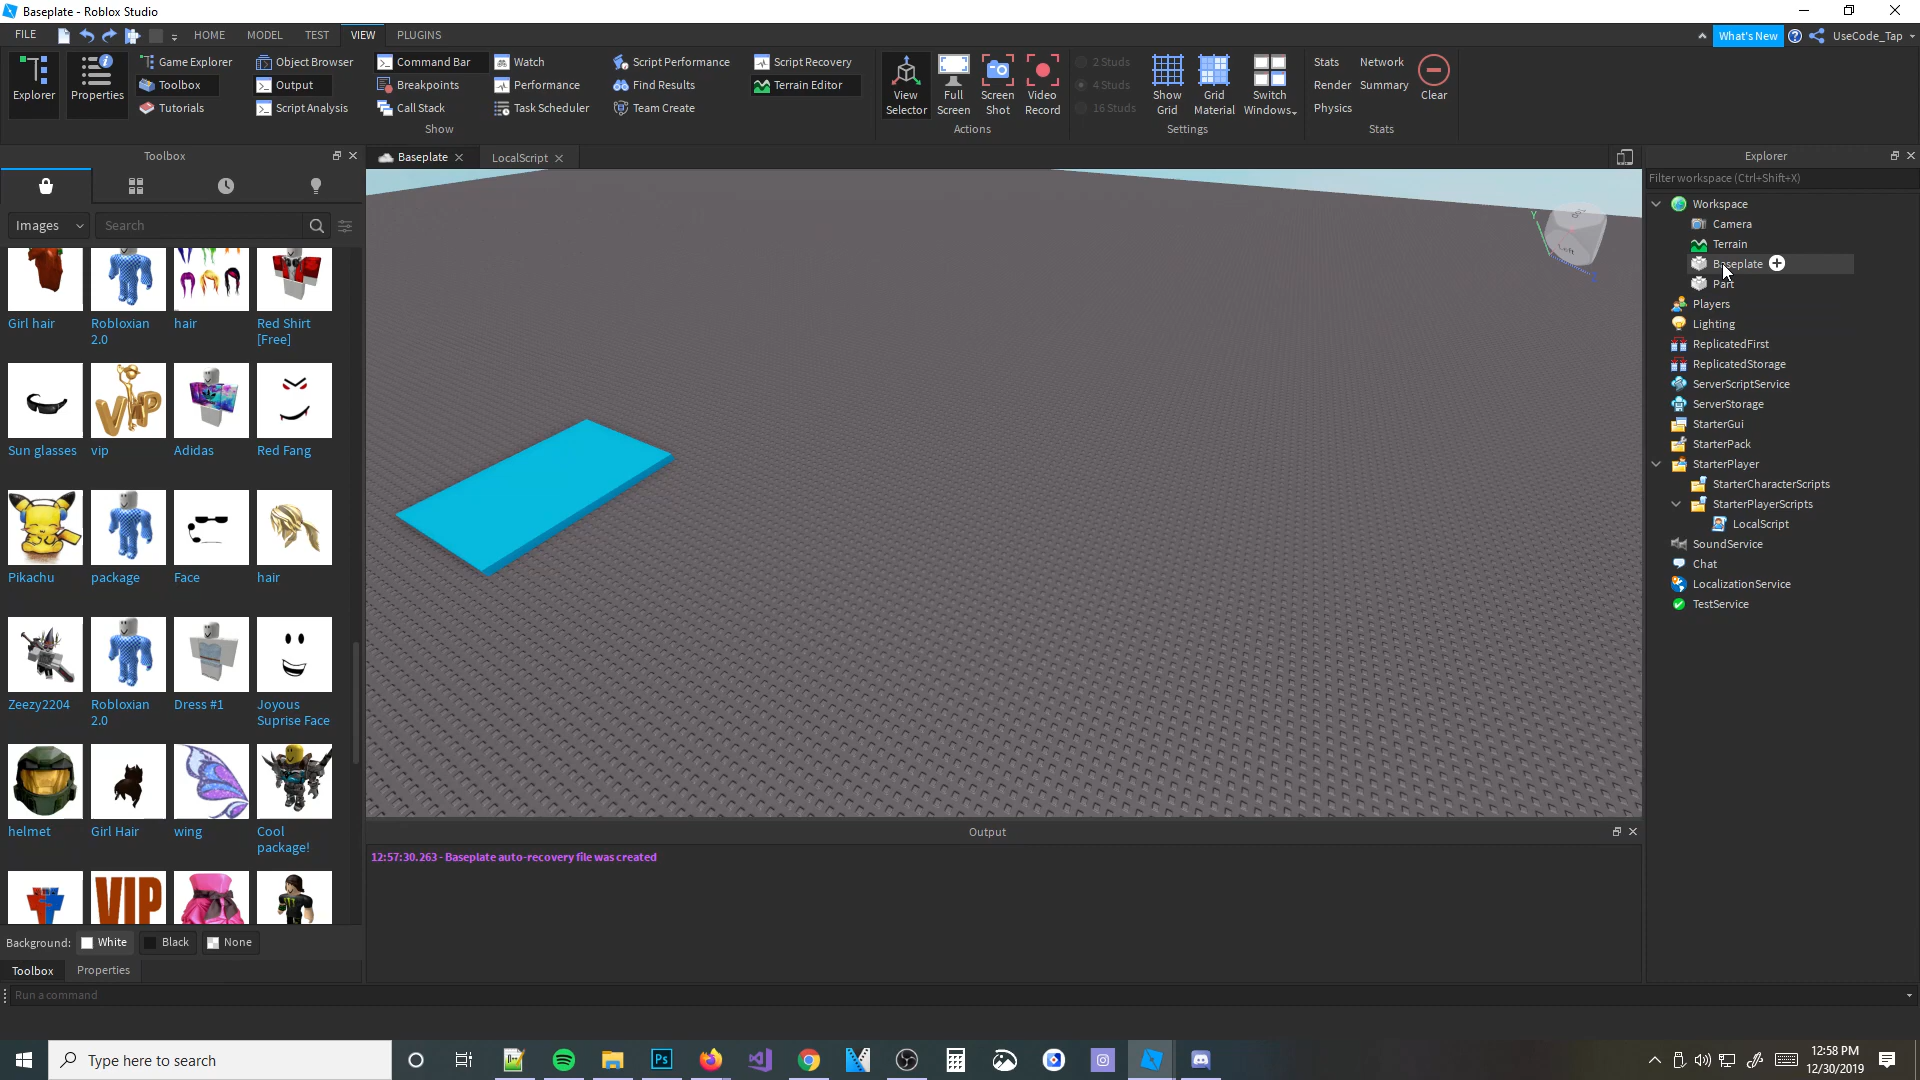 Baseplate - Roblox Studio
FILE HOME MODEL TEST VIEW PLUGINS What's New UseCode_Tap
Explorer
Properties
Game Explorer
Toolbox
Tutorials
Object Browser
Output
Script Analysis
Command Bar
Breakpoints
Call Stack
Watch
Performance
Task Scheduler
Script Performance
Find Results
Team Create
Script Recovery
Terrain Editor
Show
View Selector
Full Screen
Screen Shot
Video Record
Actions
2 Studs
4 Studs
16 Studs
Show Grid
Grid Material
Switch Windows
Settings
Stats Network
Render Summary
Physics
Clear
Stats
Toolbox
Images Search
Girl hair
Robloxian 2.0
hair
Red Shirt [Free]
Sun glasses
vip
Adidas
Red Fang
Pikachu
package
Face
hair
Zeezy2204
Robloxian 2.0
Dress #1
Joyous Suprise Face
helmet
Girl Hair
wing
Cool package!
VIP
Background: White Black None
Toolbox Properties
Baseplate LocalScript
Y
Left
Output
12:57:30.263 - Baseplate auto-recovery file was created
Explorer
Filter workspace (Ctrl+Shift+X)
Workspace
Camera
Terrain
Baseplate
Part
Players
Lighting
ReplicatedFirst
ReplicatedStorage
ServerScriptService
ServerStorage
StarterGui
StarterPack
StarterPlayer
StarterCharacterScripts
StarterPlayerScripts
LocalScript
SoundService
Chat
LocalizationService
TestService
Run a command
Type here to search
Ps
12:58 PM
12/30/2019